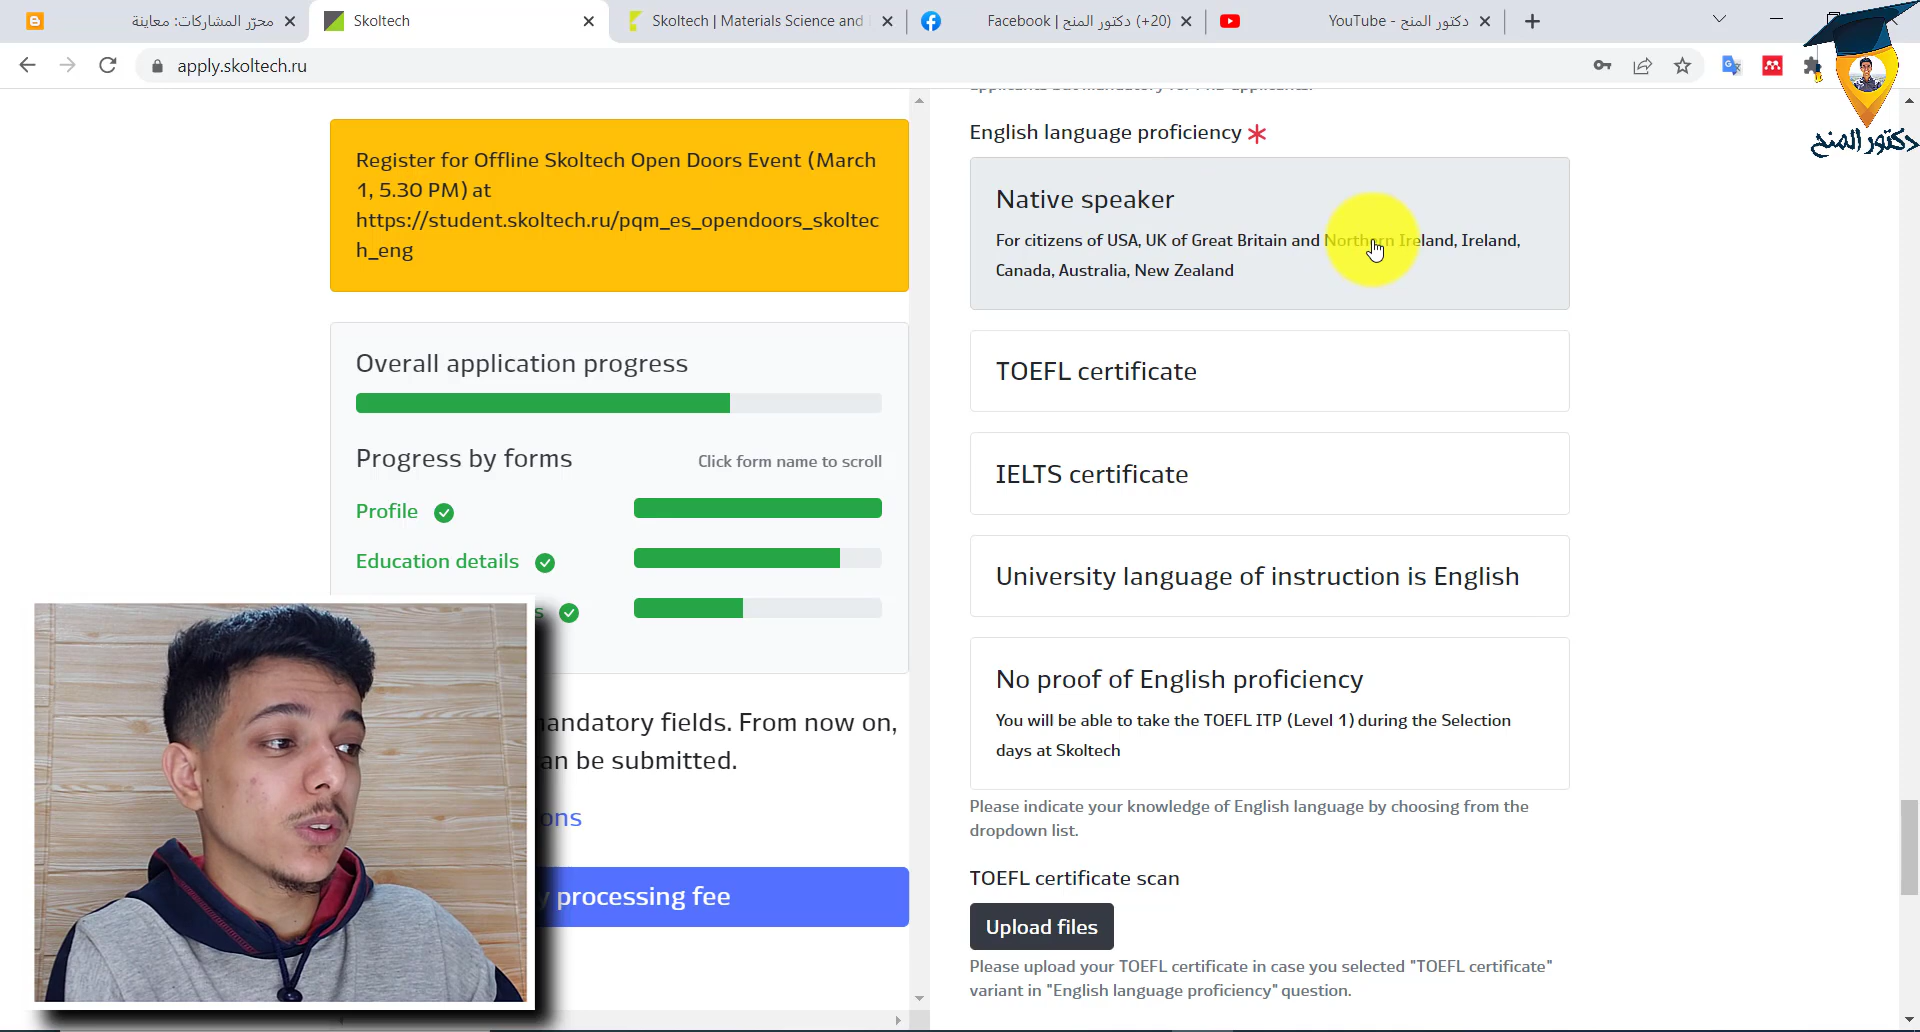 محرّر المشاركات: معاينة
Skoltech
Skoltech | Materials Science and
Facebook | دكتور المنح (20+)
YouTube - دكتور المنح
apply.skoltech.ru
دكتور المنح
Register for Offline Skoltech Open Doors Event (March
1, 5.30 PM) at
https://student.skoltech.ru/pqm_es_opendoors_skoltec
h_eng
Overall application progress
Progress by forms
Click form name to scroll
Profile
Education details
s
mandatory fields. From now on,
an be submitted.
ons
y processing fee
English language proficiency *
Native speaker
For citizens of USA, UK of Great Britain and Northern Ireland, Ireland,
Canada, Australia, New Zealand
TOEFL certificate
IELTS certificate
University language of instruction is English
No proof of English proficiency
You will be able to take the TOEFL ITP (Level 1) during the Selection
days at Skoltech
Please indicate your knowledge of English language by choosing from the
dropdown list.
TOEFL certificate scan
Upload files
Please upload your TOEFL certificate in case you selected "TOEFL certificate"
variant in "English language proficiency" question.